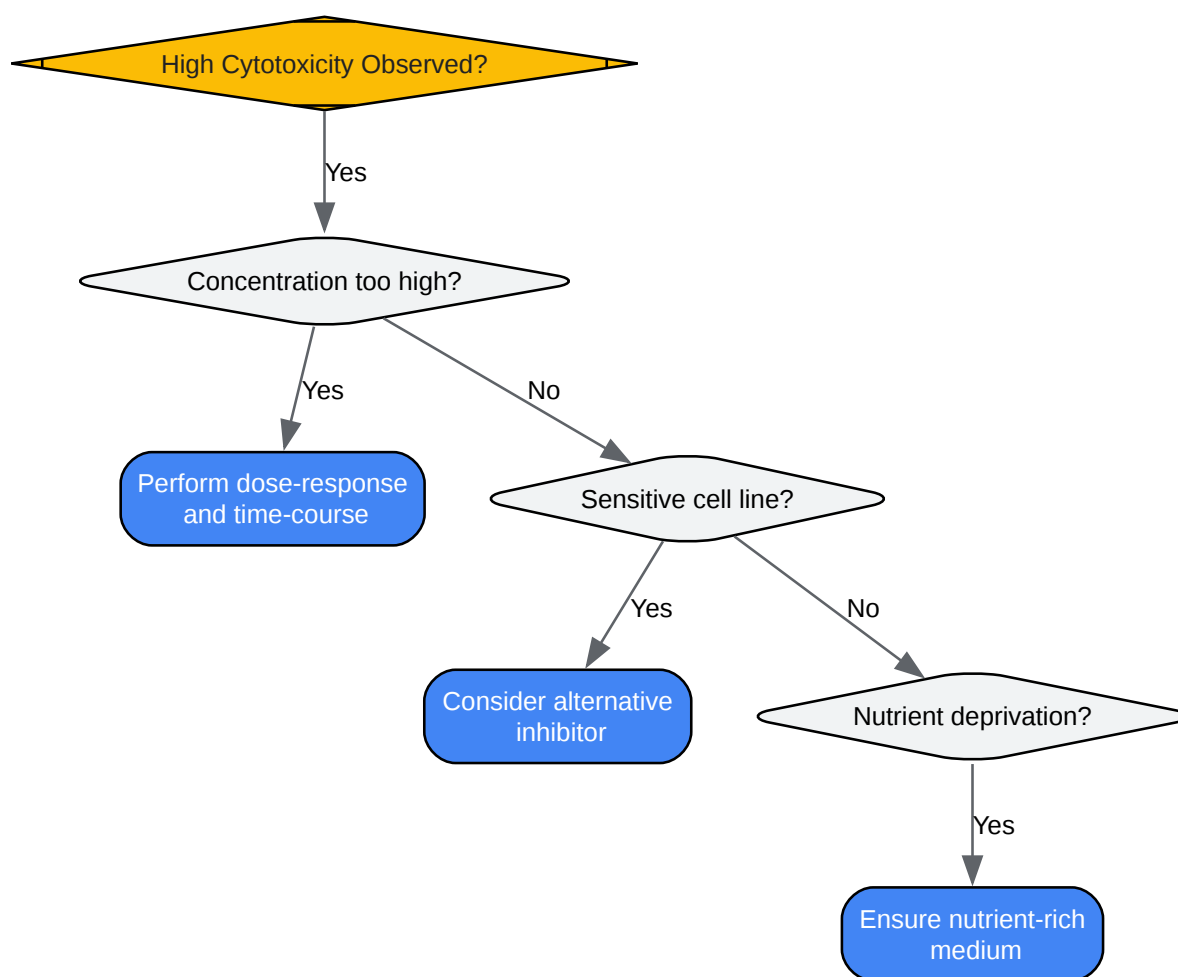 High Cytotoxicity Observed?
Yes
Concentration too high?
Yes
No
Perform dose-response
and time-course
Sensitive cell line?
Yes
No
Consider alternative
inhibitor
Nutrient deprivation?
Yes
Ensure nutrient-rich
medium